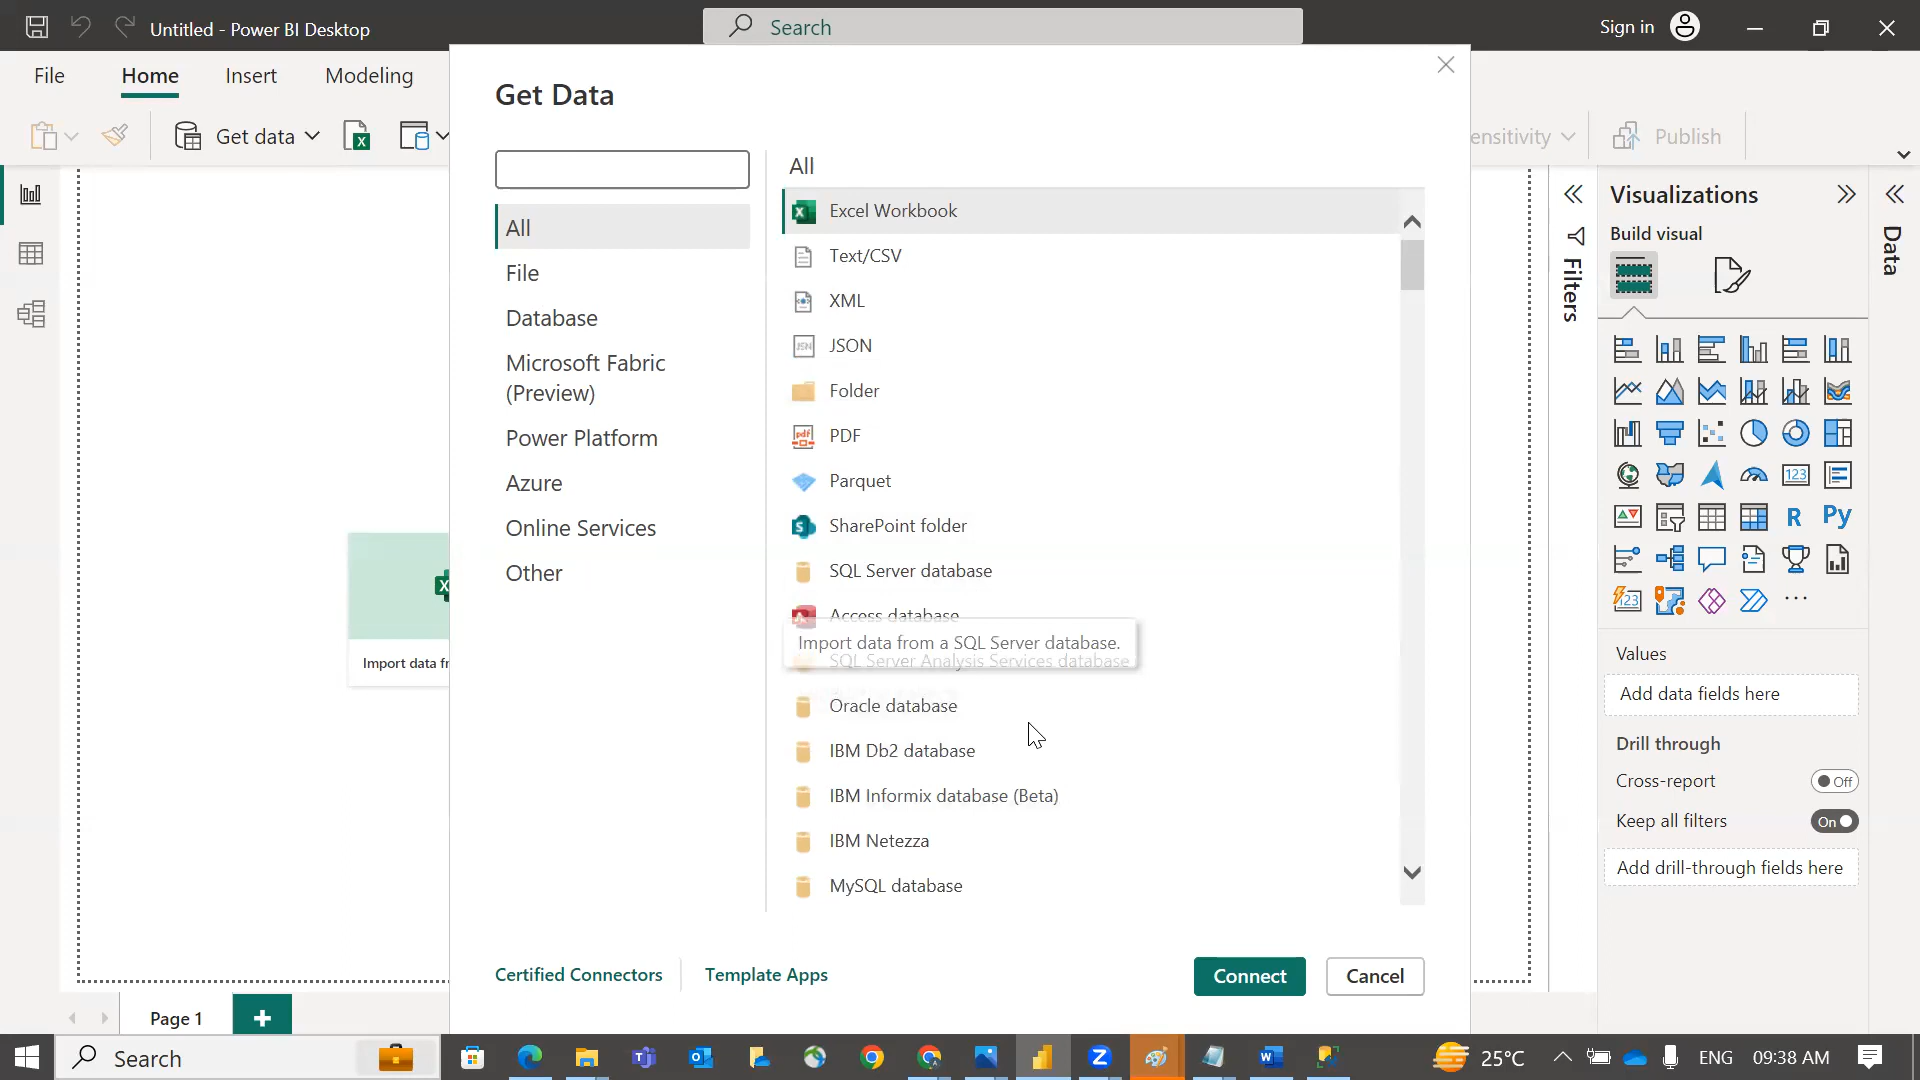 Untitled - Power BI Desktop
Search
Sign in
File
Home
Insert
Modeling
Get data
ensitivity
Publish
Get Data
All
File
Database
Microsoft Fabric
(Preview)
Power Platform
Azure
Online Services
Other
All
Excel Workbook
Text/CSV
XML
JSON
Folder
PDF
Parquet
SharePoint folder
SQL Server database
Access database
Import data from a SQL Server database.
SQL Server Analysis Services database
Oracle database
IBM Db2 database
IBM Informix database (Beta)
IBM Netezza
MySQL database
Certified Connectors
Template Apps
Connect
Cancel
Import data fr
Filters
Visualizations
Build visual
123
R
Py
123
Values
Add data fields here
Drill through
Cross-report
Off
Keep all filters
On
Add drill-through fields here
Data
Page 1
Search
25°C
ENG
09:38 AM